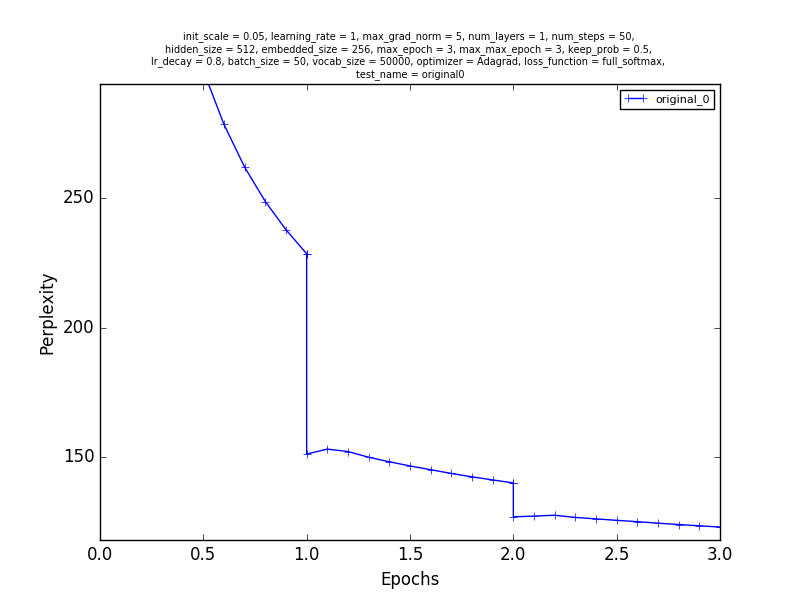 init_scale = 0.05, learning_rate = 1, max_grad_norm = 5, num_layers = 1, num_steps = 50,
hidden_size = 512, embedded_size = 256, max_epoch = 3, max_max_epoch = 3, keep_prob = 0.5,
lr_decay = 0.8, batch_size = 50, vocab_size = 50000, optimizer = Adagrad, loss_function = full_softmax,
test_name = original0
original_0
250
200
150
Perplexity
0.0 0.5 1.0 1.5 2.0 2.5 3.0
Epochs